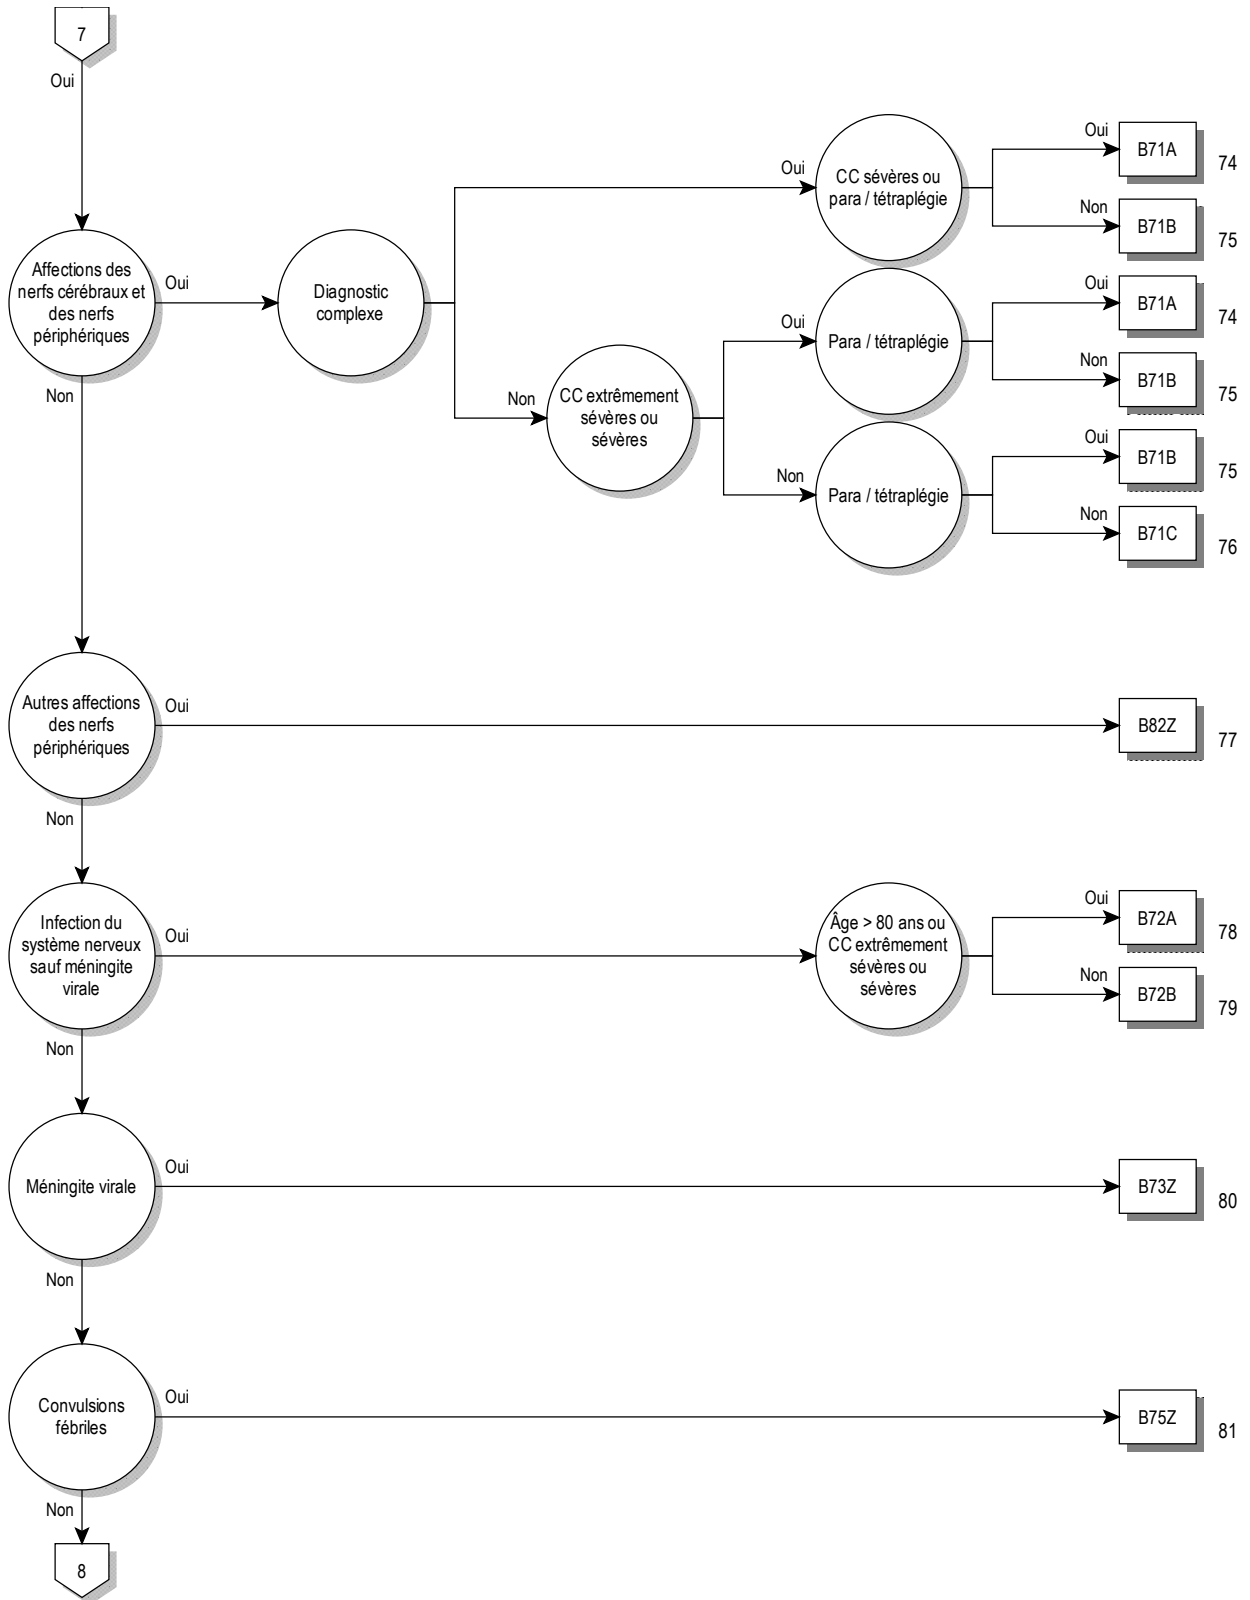 7
Oui
Oui
B71A
74
Oui
CC sévères ou
para / tétraplégie
Non
B71B
75
Affections des
nerfs cérébraux et
des nerfs
périphériques
Oui
Diagnostic
complexe
Oui
B71A
74
Oui
Para / tétraplégie
Non
B71B
75
Non
Non
CC extrêmement
sévères ou
sévères
Oui
B71B
75
Non
Para / tétraplégie
Non
B71C
76
Autres affections
des nerfs
périphériques
Oui
B82Z
77
Non
Infection du
système nerveux
sauf méningite
virale
Oui
Âge > 80 ans ou
CC extrêmement
sévères ou
sévères
Oui
B72A
78
Non
B72B
79
Non
Méningite virale
Oui
B73Z
80
Non
Convulsions
fébriles
Oui
B75Z
81
Non
8